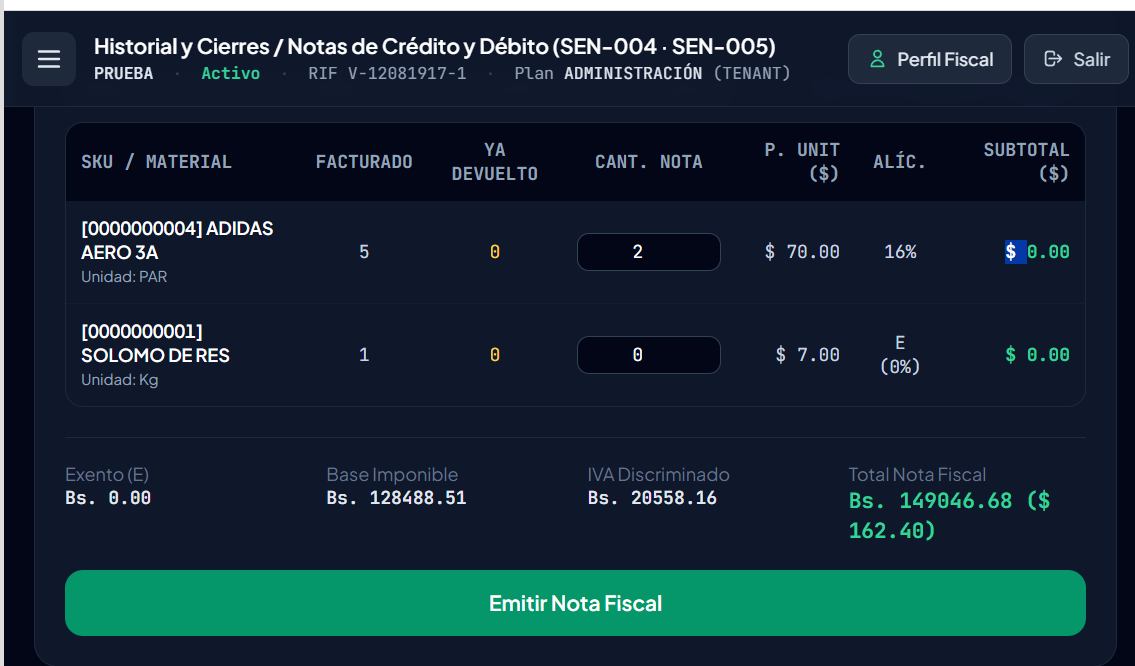 Historial y Cierres / Notas de Crédito y Débito (SEN-004 · SEN-005)
PRUEBA · Activo · RIF V-12081917-1 · Plan ADMINISTRACIÓN (TENANT)
Perfil Fiscal
Salir
SKU / MATERIAL
FACTURADO
YA
DEVUELTO
CANT. NOTA
P. UNIT
($)
ALÍC.
SUBTOTAL
($)
[0000000004] ADIDAS
AERO 3A
Unidad: PAR
5
0
2
$ 70.00
16%
$ 0.00
[0000000001]
SOLOMO DE RES
Unidad: Kg
1
0
0
$ 7.00
E
(0%)
$ 0.00
Exento (E)
Bs. 0.00
Base Imponible
Bs. 128488.51
IVA Discriminado
Bs. 20558.16
Total Nota Fiscal
Bs. 149046.68 ($
162.40)
Emitir Nota Fiscal